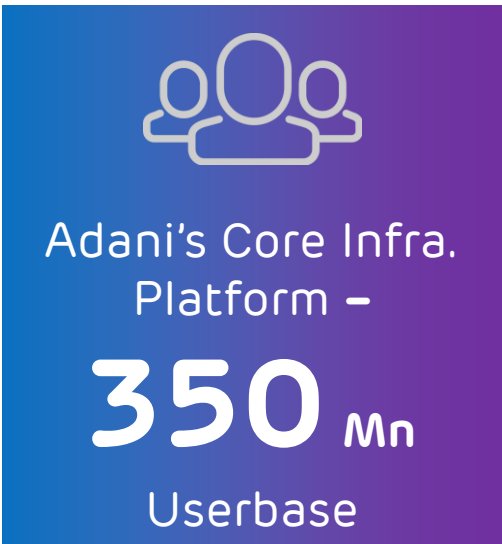 Adani’s Core Infra.
Platform –
350 Mn
Userbase